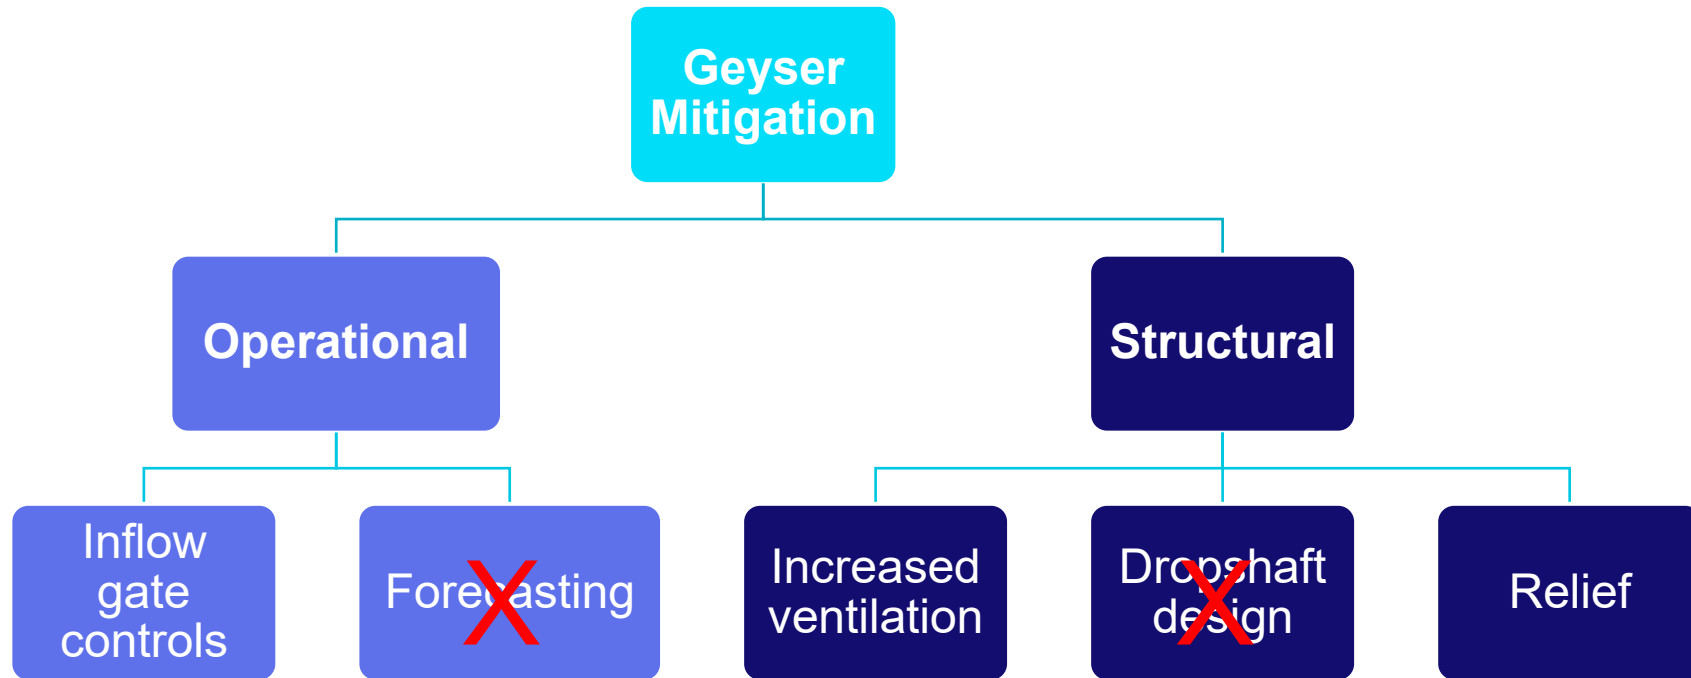 Geyser
Mitigation
Operational
Structural
Inflow
gate
controls
Forecasting
X
Increased
ventilation
Dropshaft
design
X
Relief